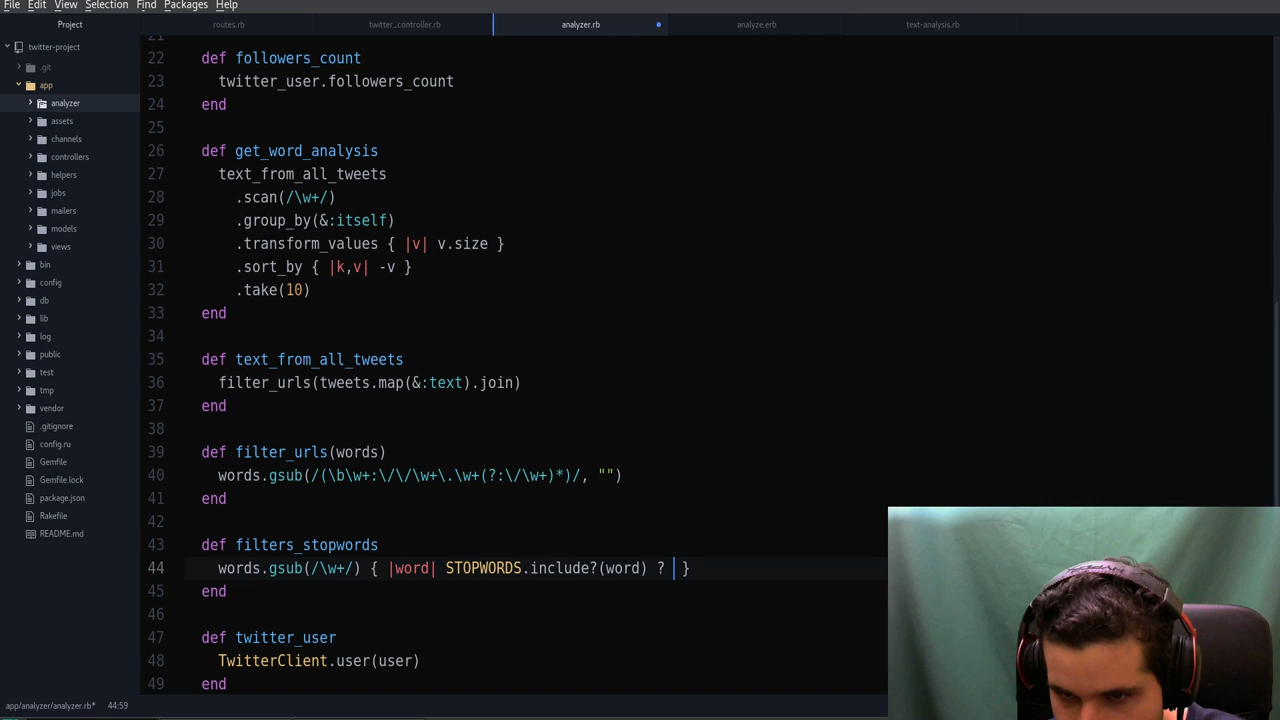 File Edit View Selection Find Packages Help
Project
routes.rb
twitter_controller.rb
analyzer.rb
analyze.erb
text-analysis.rb
twitter-project
.git
app
analyzer
assets
channels
controllers
helpers
jobs
mailers
models
views
bin
config
db
lib
log
public
test
tmp
vendor
.gitignore
config.ru
Gemfile
Gemfile.lock
package.json
Rakefile
README.md
21
22 def followers_count
23 twitter_user.followers_count
24 end
25
26 def get_word_analysis
27 text_from_all_tweets
28 .scan(/\w+/)
29 .group_by(&:itself)
30 .transform_values { |v| v.size }
31 .sort_by { |k,v| -v }
32 .take(10)
33 end
34
35 def text_from_all_tweets
36 filter_urls(tweets.map(&:text).join)
37 end
38
39 def filter_urls(words)
40 words.gsub(/(\b\w+:\/\/\w+\.\w+(?:\/\w+)*)/, "")
41 end
42
43 def filters_stopwords
44 words.gsub(/\w+/) { |word| STOPWORDS.include?(word) ? }
45 end
46
47 def twitter_user
48 TwitterClient.user(user)
49 end
app/analyzer/analyzer.rb* 44:59